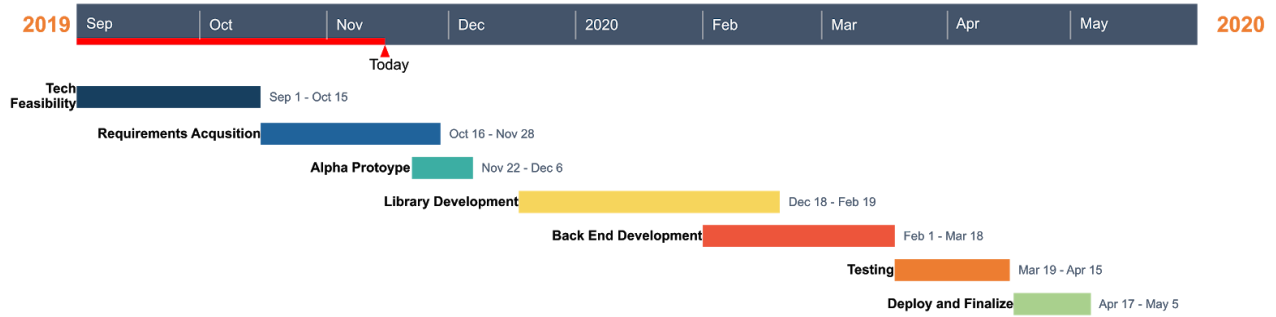 2019 Sep Oct Nov Dec 2020 Feb Mar Apr May 2020
Today
Tech
Feasibility
Sep 1 - Oct 15
Requirements Acqusition Oct 16 - Nov 28
Alpha Protoype Nov 22 - Dec 6
Library Development Dec 18 - Feb 19
Back End Development Feb 1 - Mar 18
Testing Mar 19 - Apr 15
Deploy and Finalize Apr 17 - May 5